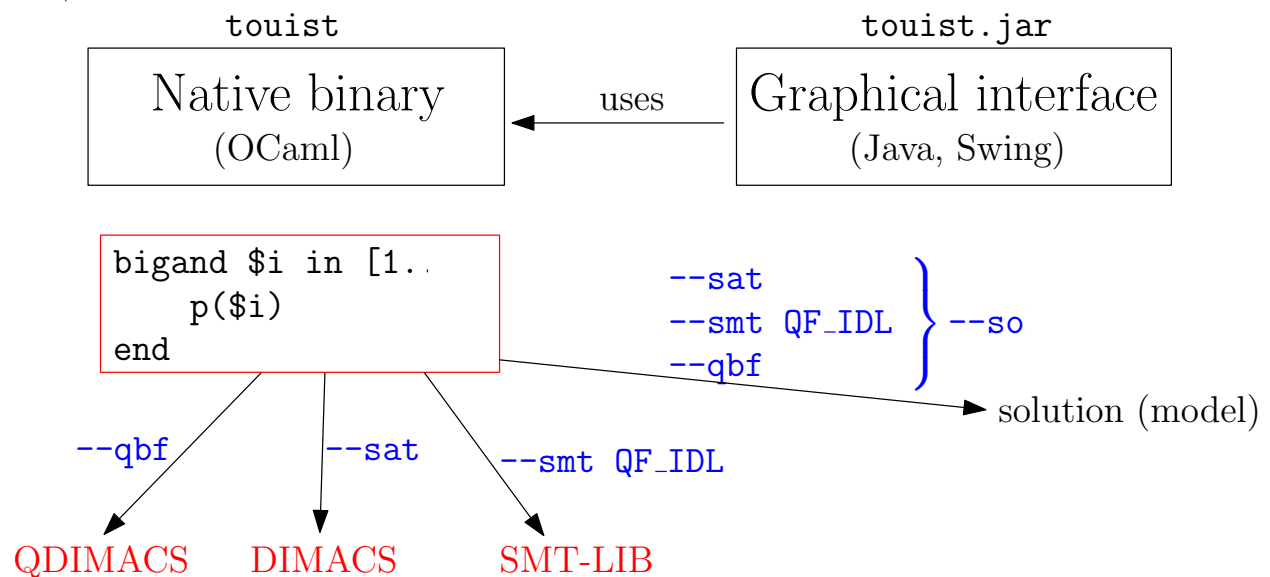 touist
touist.jar
Native binary
(OCaml)
uses
Graphical interface
(Java, Swing)
bigand $i in [1..
p($i)
end
--sat
--smt QF_IDL
--qbf
--so
solution (model)
--qbf
--sat
--smt QF_IDL
QDIMACS
DIMACS
SMT-LIB